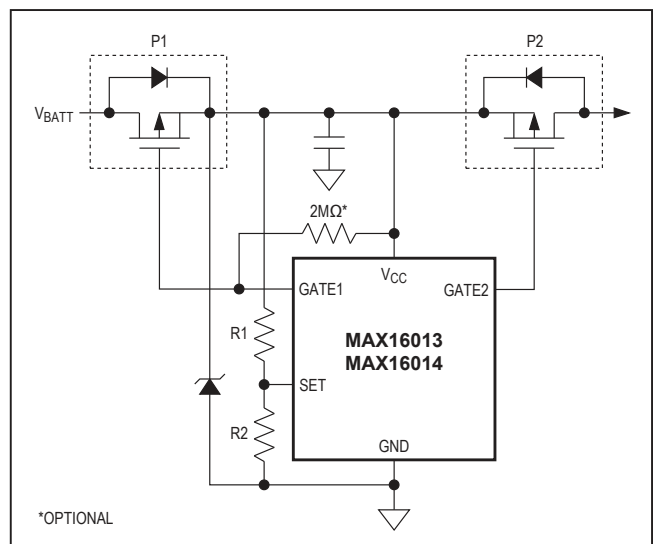 P1
P2
V_BATT
2MΩ*
V_CC
GATE1
GATE2
R1
MAX16013
MAX16014
SET
R2
GND
*OPTIONAL